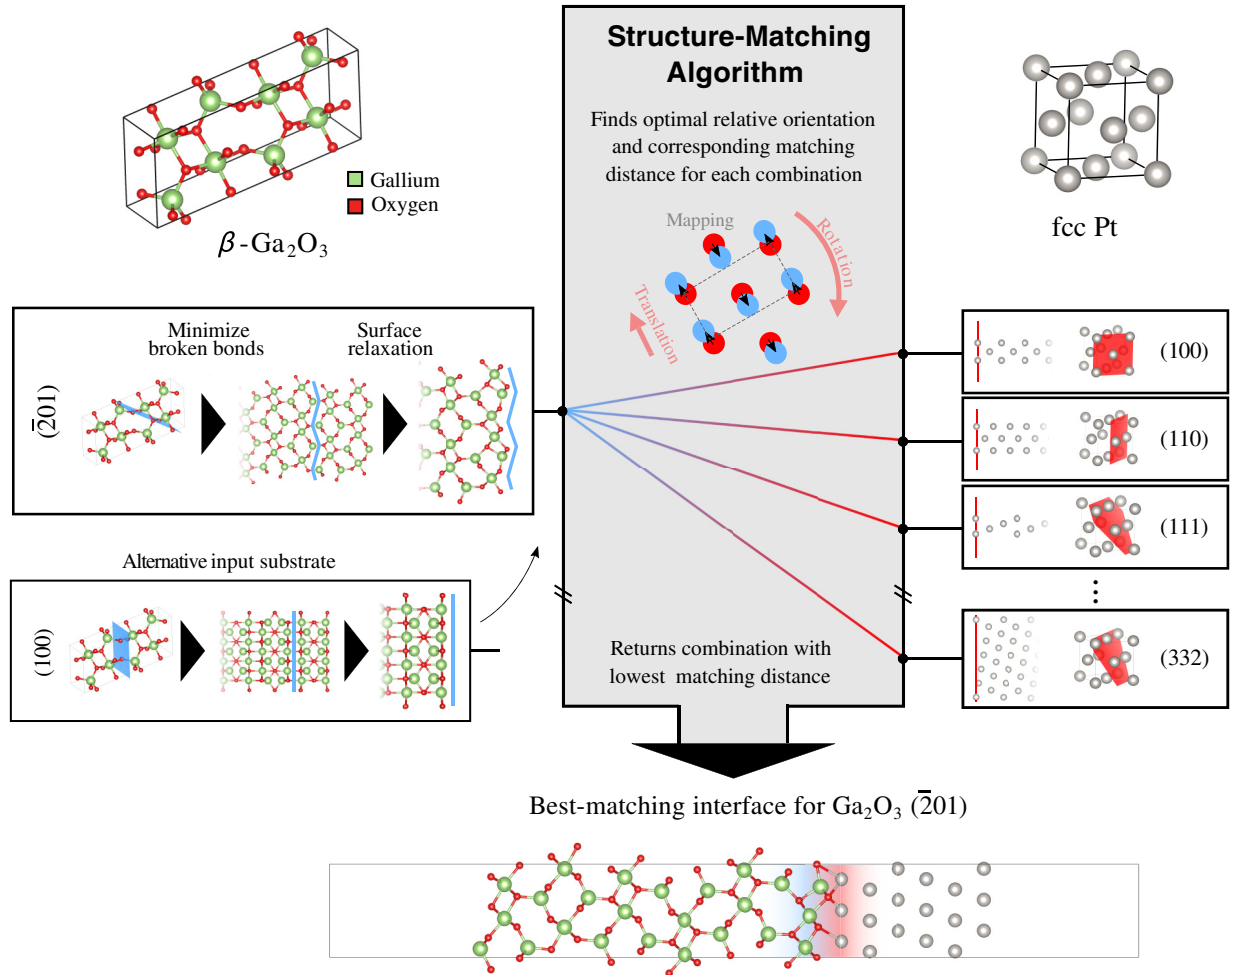 Structure-Matching
Algorithm
Finds optimal relative orientation
and corresponding matching
distance for each combination
Gallium
Oxygen
β-Ga₂O₃
fcc Pt
Mapping
Rotation
Translation
Minimize
broken bonds
Surface
relaxation
(2̅01)
(100)
(110)
(111)
(332)
Alternative input substrate
(100)
Returns combination with
lowest matching distance
Best-matching interface for Ga₂O₃ (2̅01)